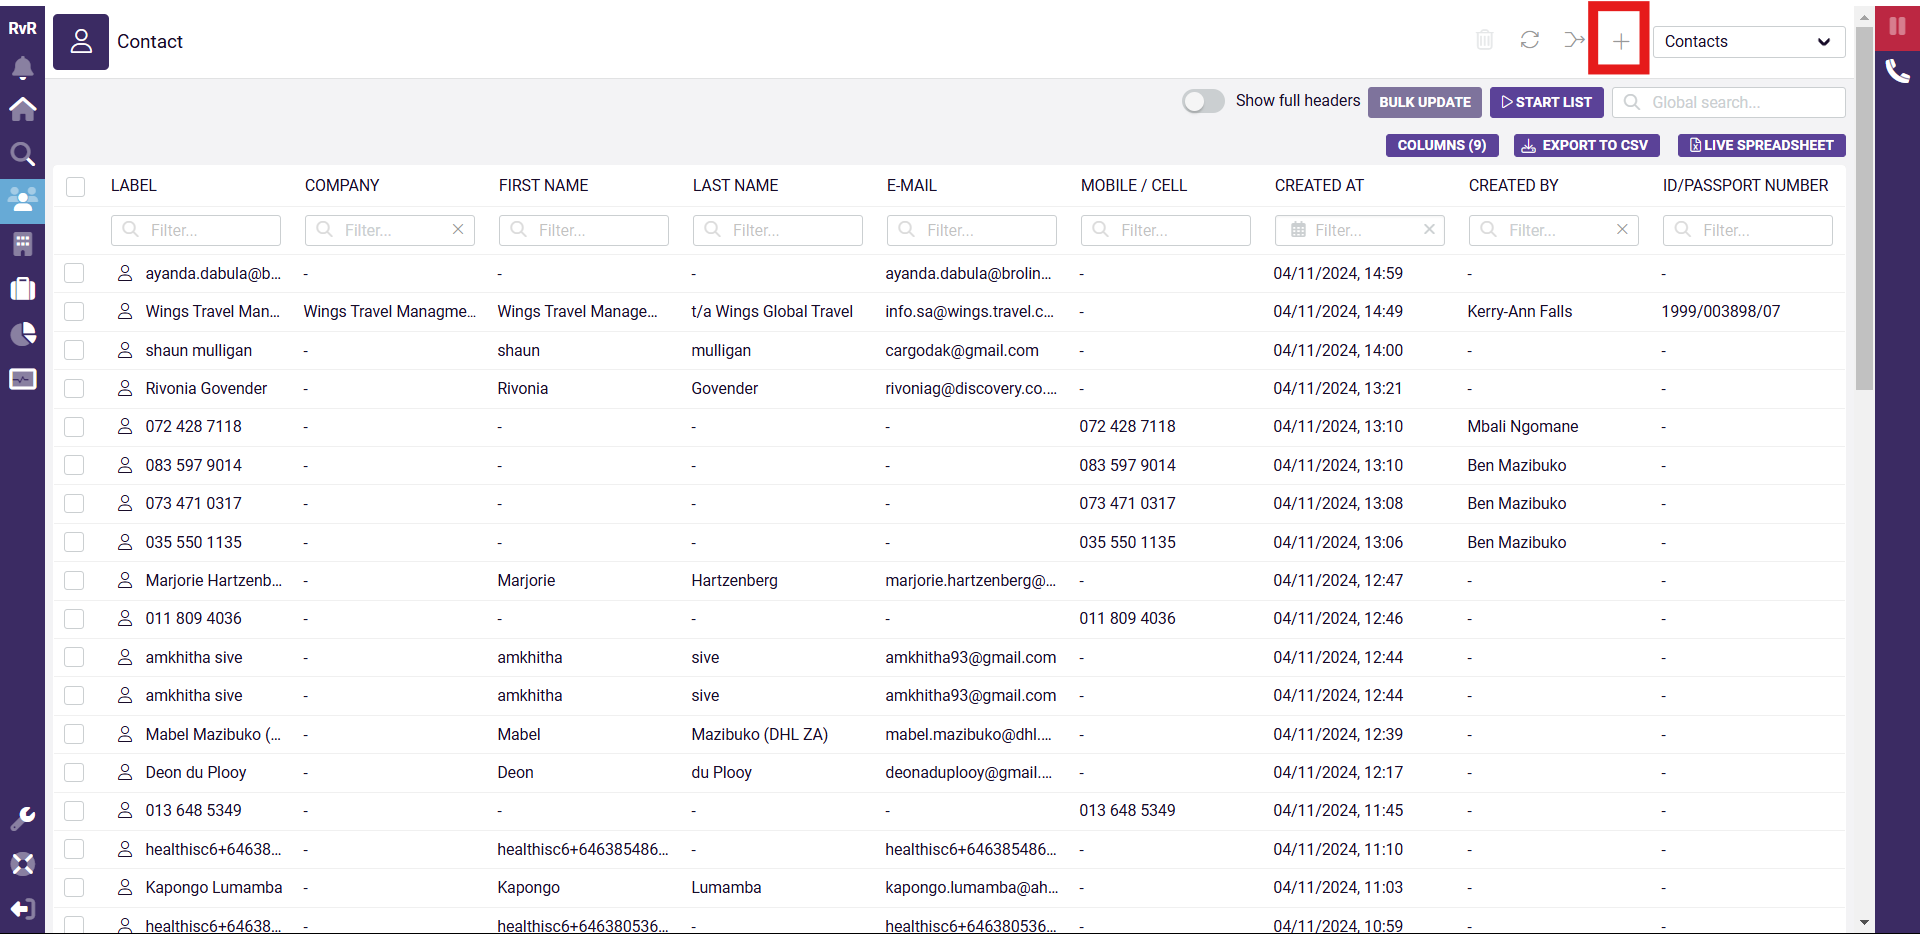 RvR
Contact
Contacts
Show full headers BULK UPDATE START LIST Global search...
COLUMNS (9) EXPORT TO CSV LIVE SPREADSHEET
LABEL COMPANY FIRST NAME LAST NAME E-MAIL MOBILE / CELL CREATED AT CREATED BY ID/PASSPORT NUMBER
Filter... Filter... Filter... Filter... Filter... Filter... Filter... Filter... Filter...
ayanda.dabula@b... - - - ayanda.dabula@brolin... - 04/11/2024, 14:59 - -
Wings Travel Man... Wings Travel Managme... Wings Travel Manage... t/a Wings Global Travel info.sa@wings.travel.c... - 04/11/2024, 14:49 Kerry-Ann Falls 1999/003898/07
shaun mulligan - shaun mulligan cargodak@gmail.com - 04/11/2024, 14:00 - -
Rivonia Govender - Rivonia Govender rivoniag@discovery.co.... - 04/11/2024, 13:21 - -
072 428 7118 - - - - 072 428 7118 04/11/2024, 13:10 Mbali Ngomane -
083 597 9014 - - - - 083 597 9014 04/11/2024, 13:10 Ben Mazibuko -
073 471 0317 - - - - 073 471 0317 04/11/2024, 13:08 Ben Mazibuko -
035 550 1135 - - - - 035 550 1135 04/11/2024, 13:06 Ben Mazibuko -
Marjorie Hartzenb... - Marjorie Hartzenberg marjorie.hartzenberg@... - 04/11/2024, 12:47 - -
011 809 4036 - - - - 011 809 4036 04/11/2024, 12:46 - -
amkhitha sive - amkhitha sive amkhitha93@gmail.com - 04/11/2024, 12:44 - -
amkhitha sive - amkhitha sive amkhitha93@gmail.com - 04/11/2024, 12:44 - -
Mabel Mazibuko (... - Mabel Mazibuko (DHL ZA) mabel.mazibuko@dhl.... - 04/11/2024, 12:39 - -
Deon du Plooy - Deon du Plooy deonaduplooy@gmail.... - 04/11/2024, 12:17 - -
013 648 5349 - - - - 013 648 5349 04/11/2024, 11:45 - -
healthisc6+64638... - healthisc6+646385486... - healthisc6+646385486... - 04/11/2024, 11:10 - -
Kapongo Lumamba - Kapongo Lumamba kapongo.lumamba@ah... - 04/11/2024, 11:03 - -
healthisc6+64638... - healthisc6+646380536... - healthisc6+646380536... - 04/11/2024, 10:59 - -